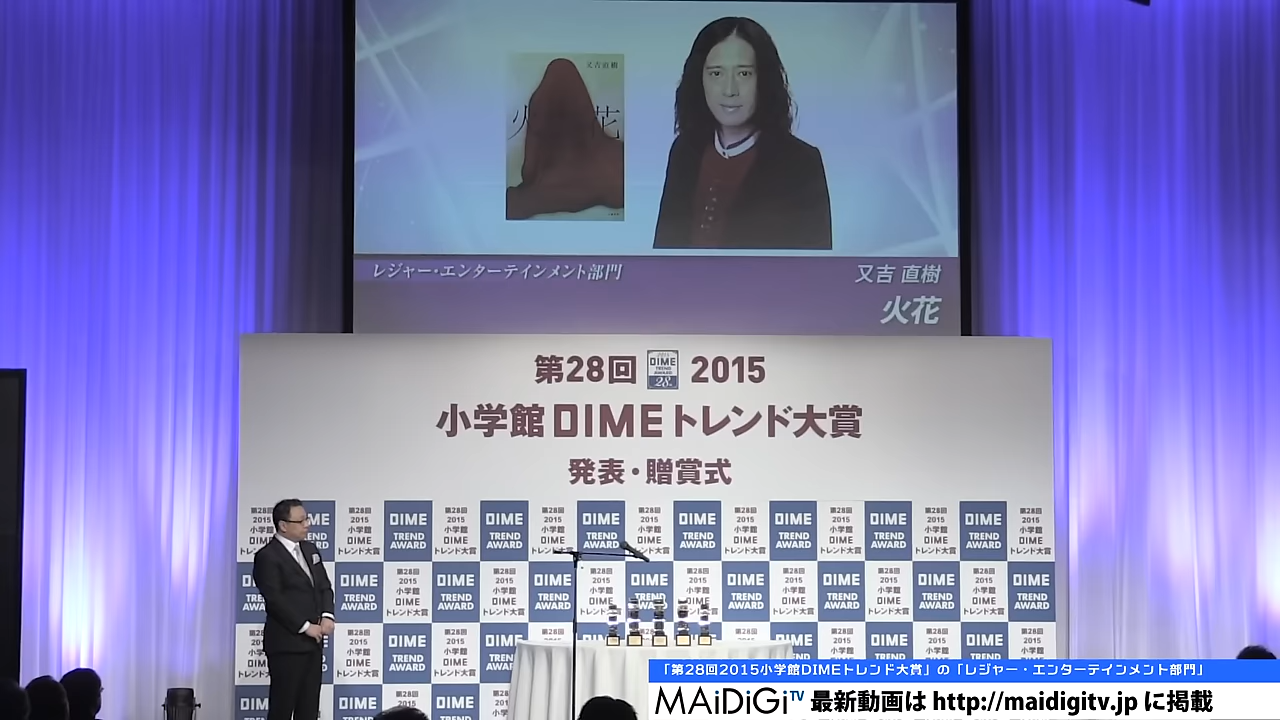 又吉直樹
火花
レジャー・エンターテインメント部門
又吉 直樹
火花
第28回 2015 DIME TREND AWARD 28 2015
小学館DIMEトレンド大賞
発表・贈賞式
第28回 2015 小学館 DIME トレンド大賞
DIME TREND AWARD
「第28回2015小学館DIMEトレンド大賞」の「レジャー・エンターテインメント部門」
MAiDiGiTV 最新動画は http://maidigitv.jp に掲載